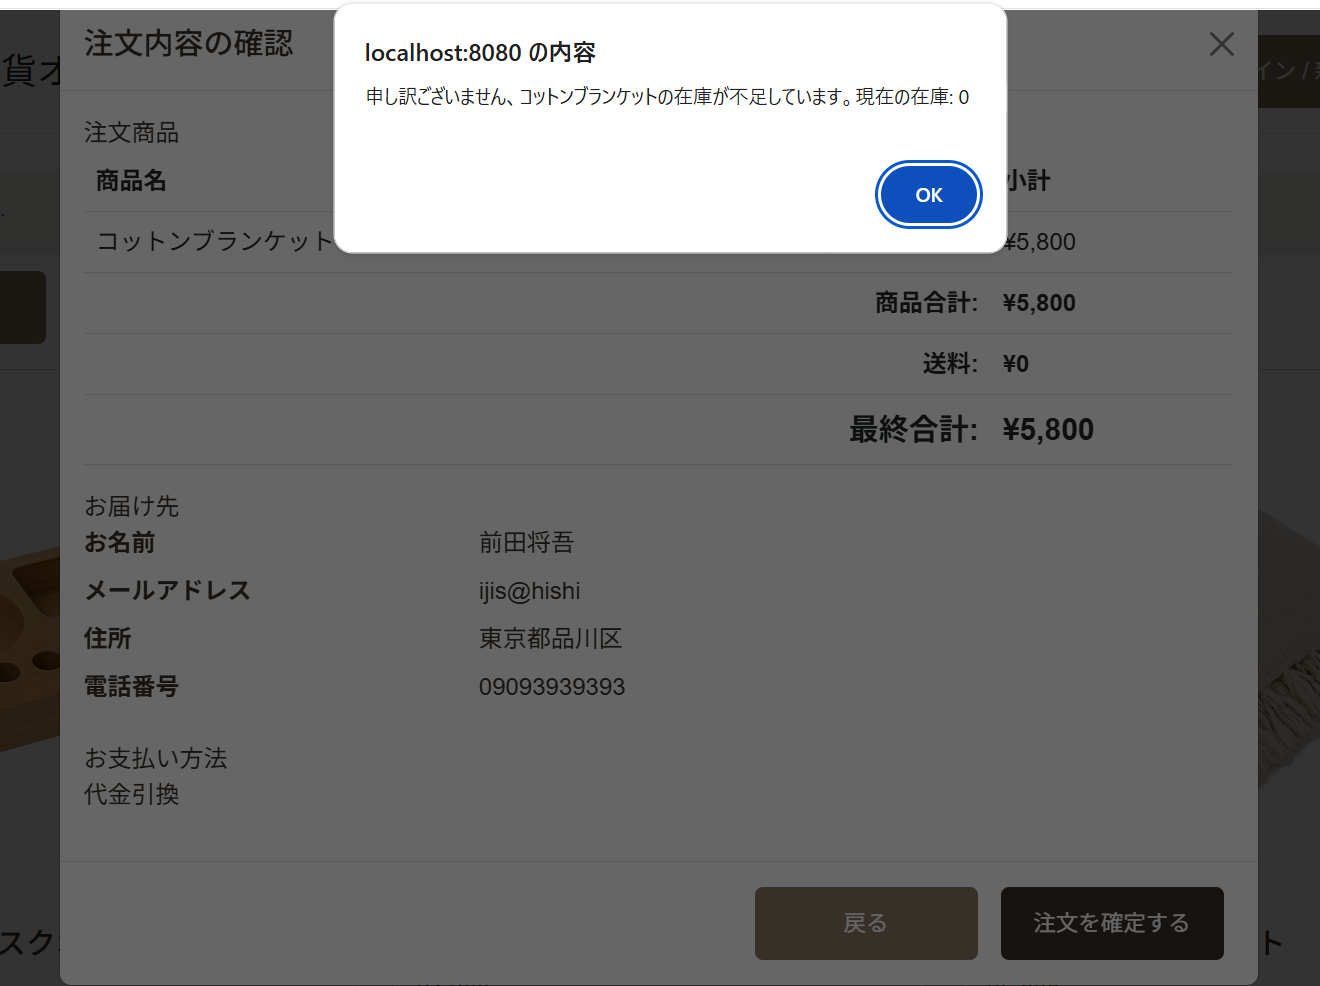 注文内容の確認
localhost:8080 の内容
申し訳ございません、コットンブランケットの在庫が不足しています。現在の在庫: 0
OK
貨オ
イン /
注文商品
商品名 小計
コットンブランケット ¥5,800
商品合計: ¥5,800
送料: ¥0
最終合計: ¥5,800
お届け先
お名前 前田将吾
メールアドレス ijis@hishi
住所 東京都品川区
電話番号 09093939393
お支払い方法
代金引換
戻る 注文を確定する
スク
ト